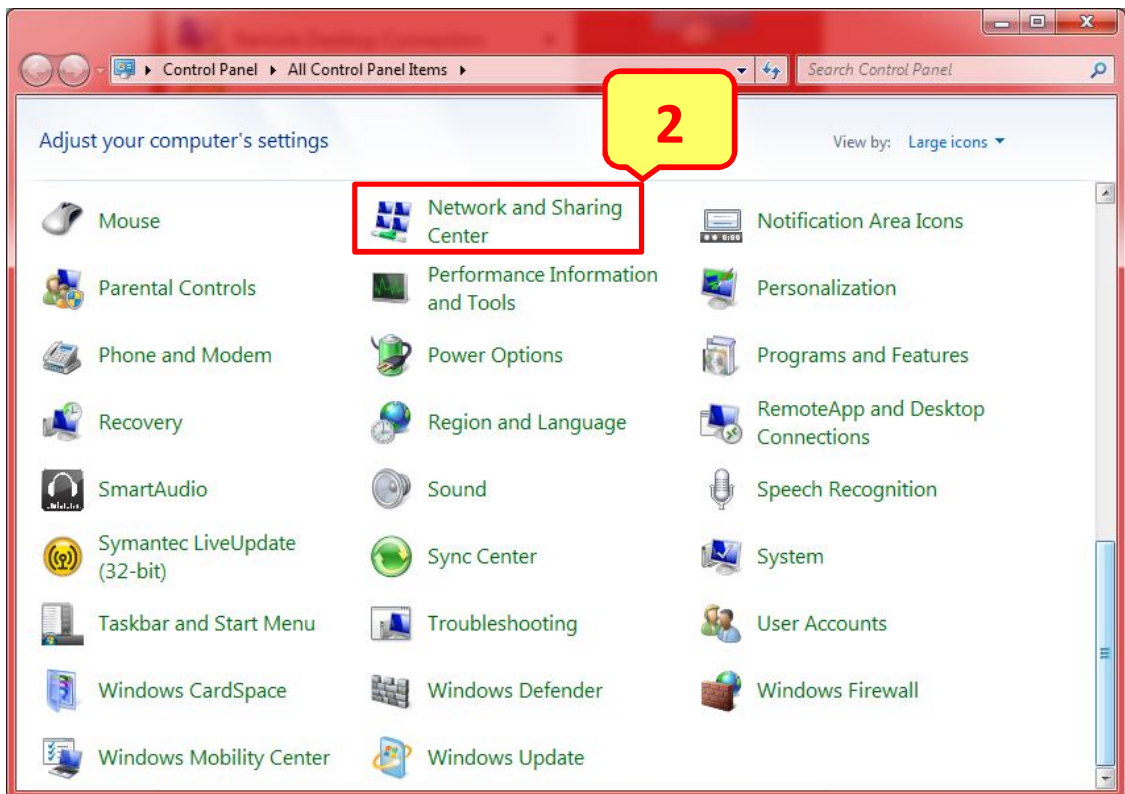 Control Panel All Control Panel Items
Search Control Panel
2
Adjust your computer's settings
View by: Large icons
Mouse
Network and Sharing
Center
Notification Area Icons
Parental Controls
Performance Information
and Tools
Personalization
Phone and Modem
Power Options
Programs and Features
Recovery
Region and Language
RemoteApp and Desktop
Connections
SmartAudio
Sound
Speech Recognition
Symantec LiveUpdate
(32-bit)
Sync Center
System
Taskbar and Start Menu
Troubleshooting
User Accounts
Windows CardSpace
Windows Defender
Windows Firewall
Windows Mobility Center
Windows Update